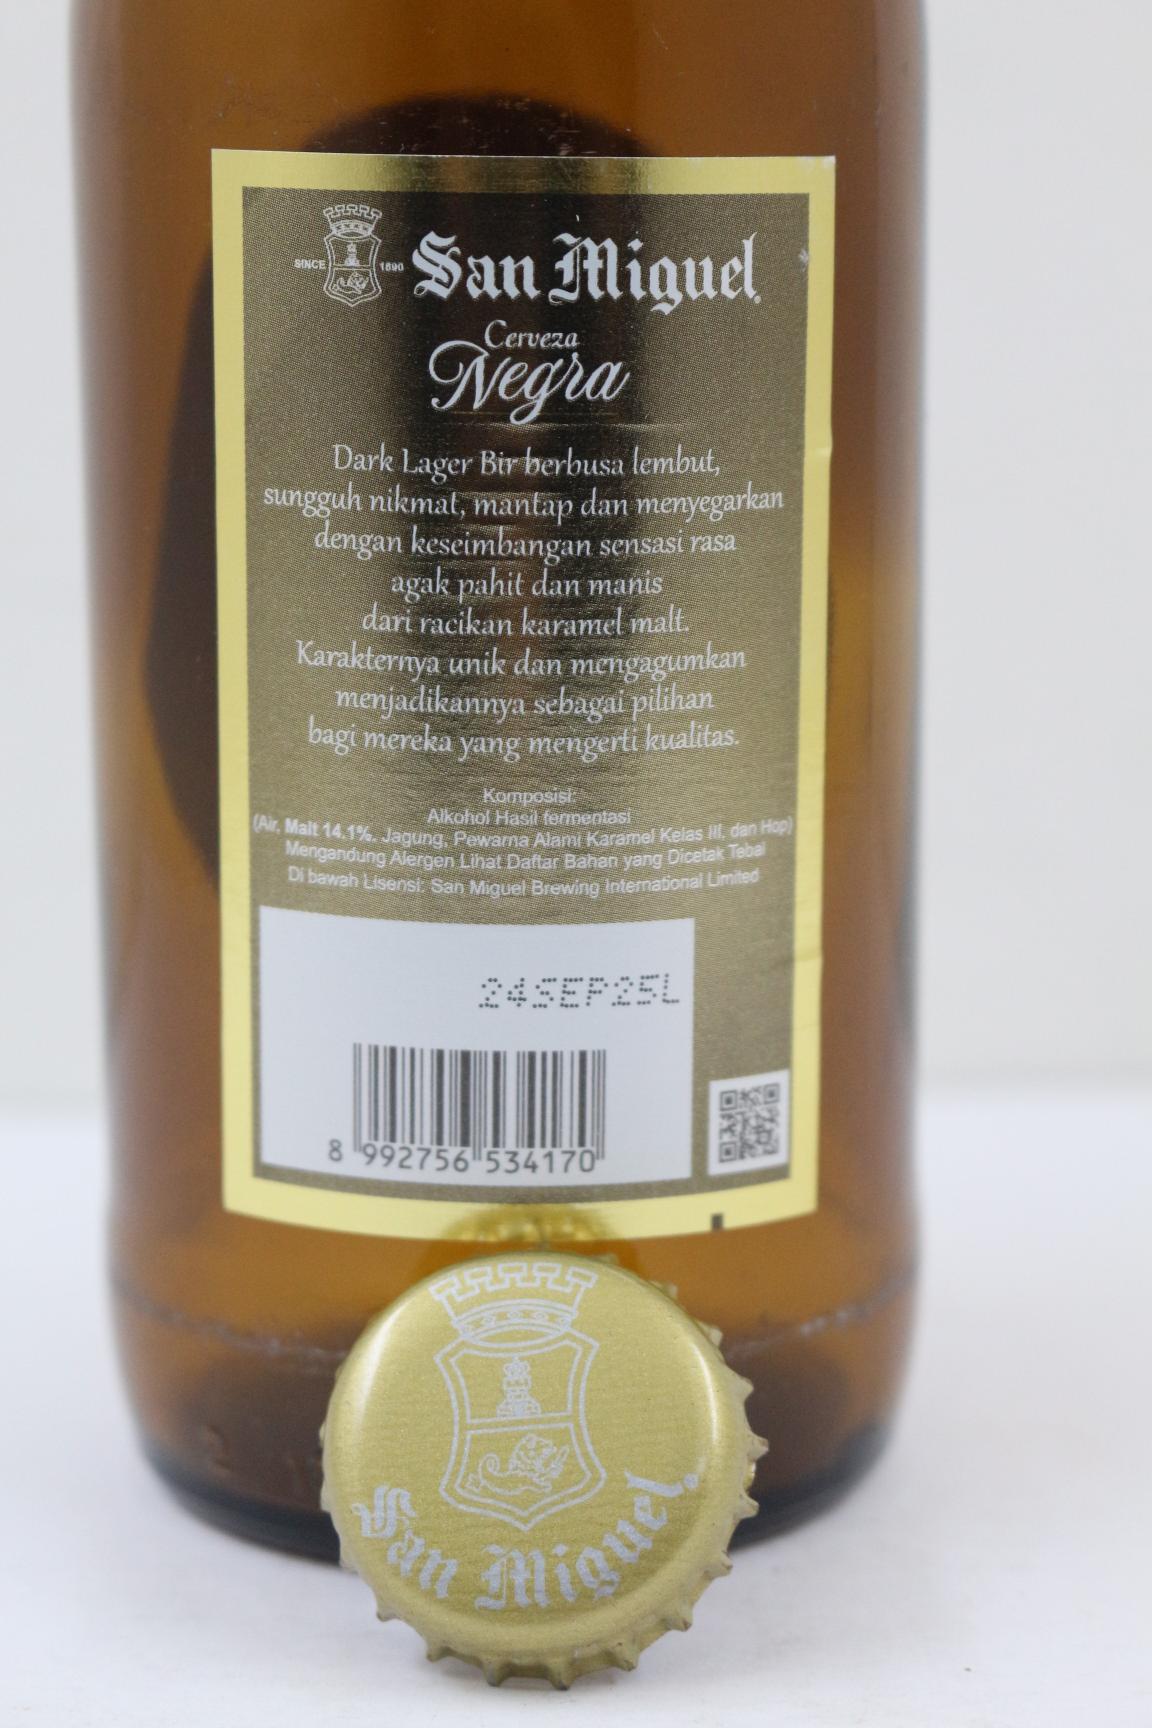 SINCE 1890 San Miguel
Cerveza
Negra
Dark Lager Bir berbusa lembut,
sungguh nikmat, mantap dan menyegarkan
dengan keseimbangan sensasi rasa
agak pahit dan manis
dari racikan karamel malt.
Karakternya unik dan mengagumkan
menjadikannya sebagai pilihan
bagi mereka yang mengerti kualitas.
Komposisi:
Alkohol Hasil fermentasi
(Air, Malt 14.1%, Jagung, Pewarna Alami Karamel Kelas III, dan Hop)
Mengandung Alergen Lihat Daftar Bahan yang Dicetak Tebal
Di bawah Lisensi: San Miguel Brewing International Limited
24SEP25L
8 992756 534170
San Miguel